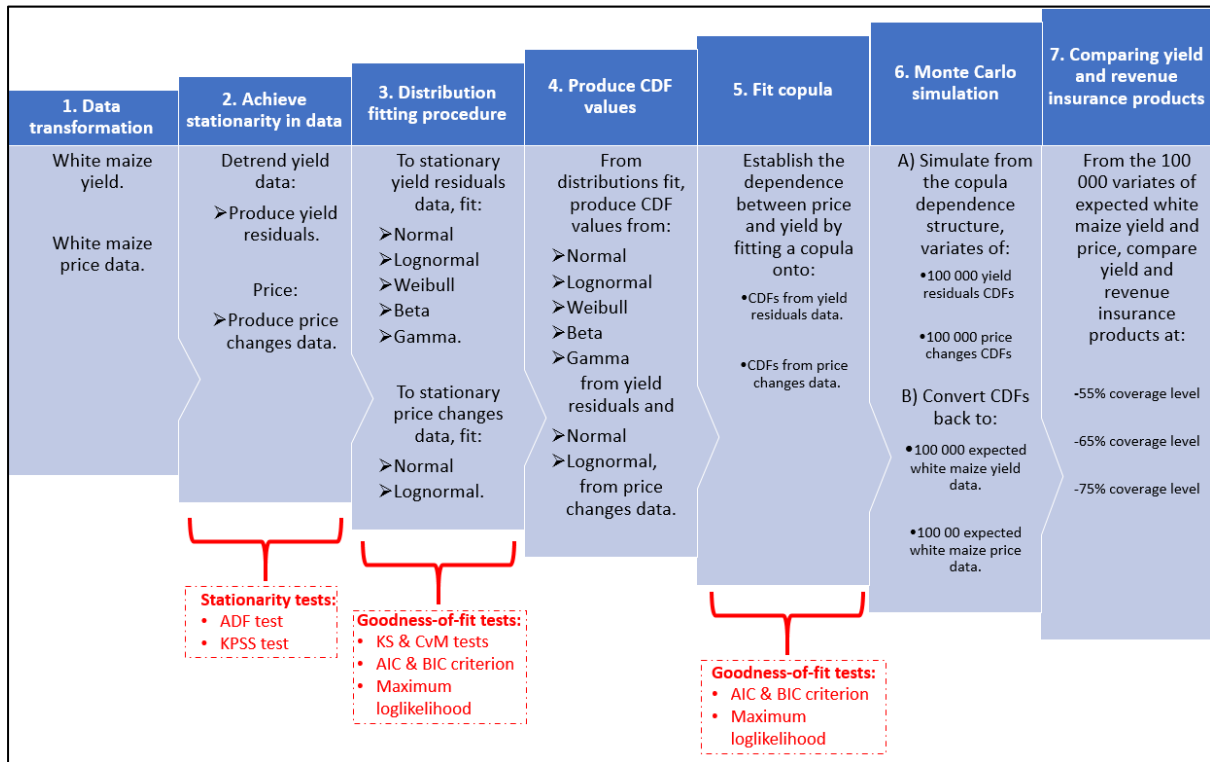 1. Data
transformation
White maize
yield.
White maize
price data.
2. Achieve
stationarity in data
Detrend yield
data:
➢Produce yield
residuals.
Price:
➢Produce price
changes data.
Stationarity tests:
• ADF test
• KPSS test
3. Distribution
fitting procedure
To stationary
yield residuals
data, fit:
➢Normal
➢Lognormal
➢Weibull
➢Beta
➢Gamma.
To stationary
price changes
data, fit:
➢Normal
➢Lognormal.
Goodness-of-fit tests:
• KS & CvM tests
• AIC & BIC criterion
• Maximum
loglikelihood
4. Produce CDF
values
From
distributions fit,
produce CDF
values from:
➢Normal
➢Lognormal
➢Weibull
➢Beta
➢Gamma
from yield
residuals and
➢Normal
➢Lognormal,
from price
changes data.
5. Fit copula
Establish the
dependence
between price
and yield by
fitting a copula
onto:
•CDFs from yield
residuals data.
•CDFs from price
changes data.
Goodness-of-fit tests:
• AIC & BIC criterion
• Maximum
loglikelihood
6. Monte Carlo
simulation
A) Simulate from
the copula
dependence
structure,
variates of:
•100 000 yield
residuals CDFs
•100 000 price
changes CDFs
B) Convert CDFs
back to:
•100 000 expected
white maize yield
data.
•100 00 expected
white maize price
data.
7. Comparing yield
and revenue
insurance products
From the 100
000 variates of
expected white
maize yield and
price, compare
yield and
revenue
insurance
products at:
-55% coverage level
-65% coverage level
-75% coverage level